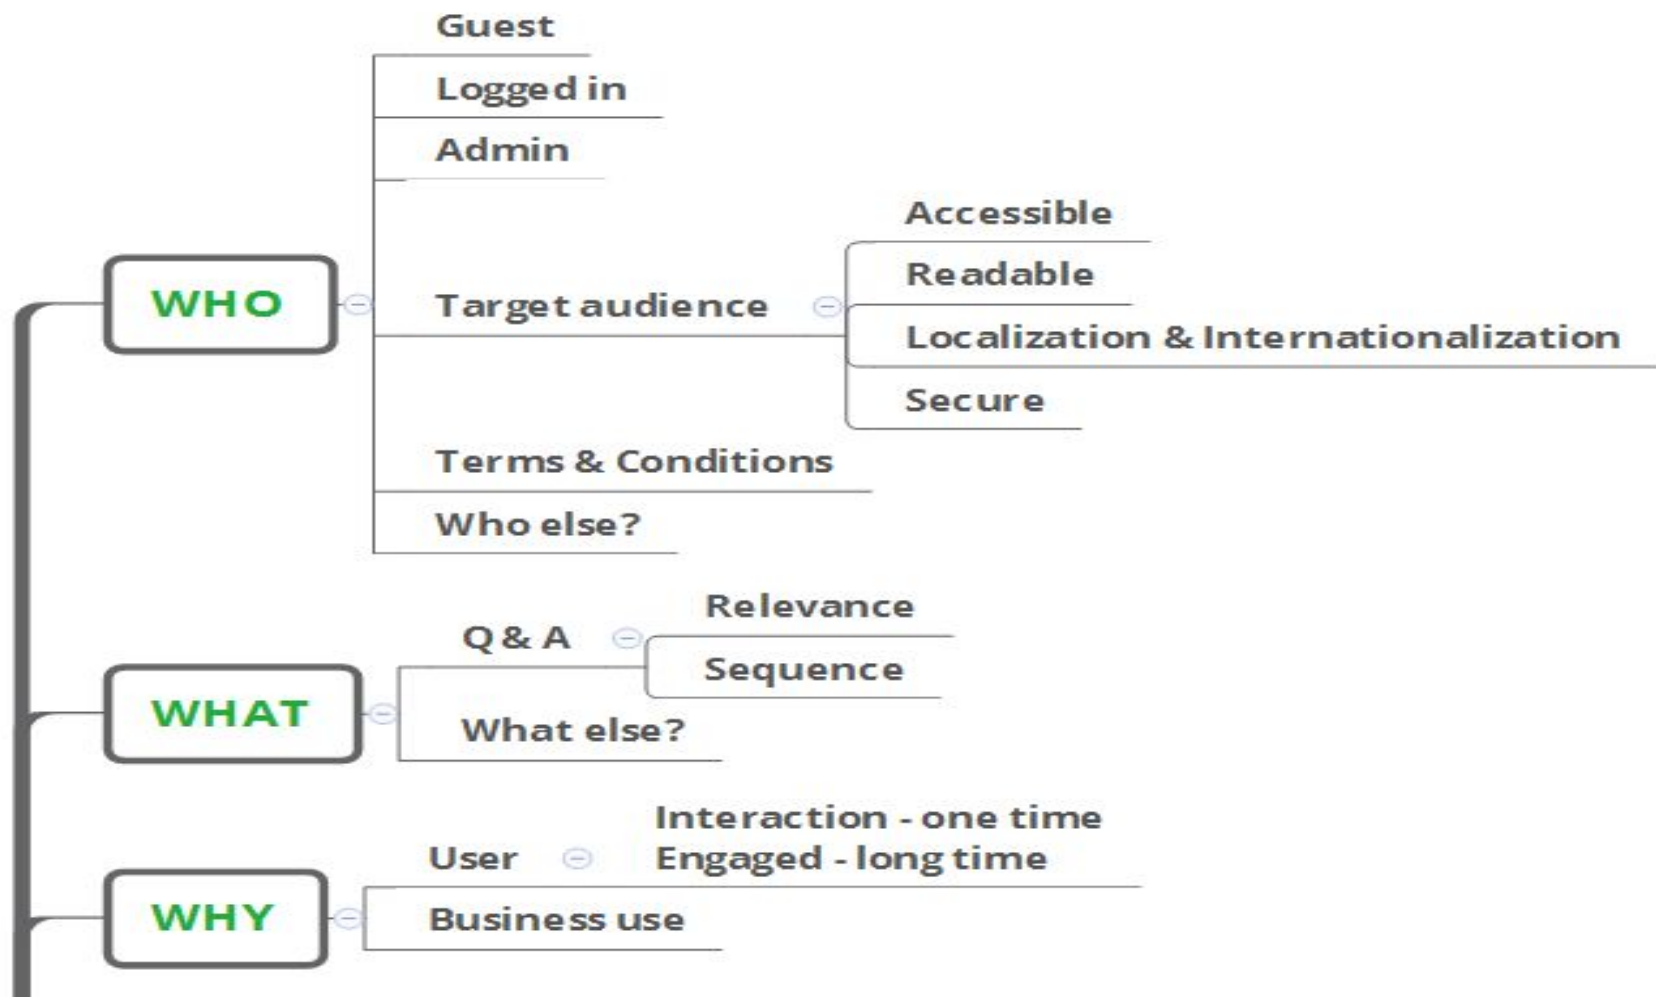 Guest
Logged in
Admin
WHO
Target audience
Accessible
Readable
Localization & Internationalization
Secure
Terms & Conditions
Who else?
WHAT
Q & A
Relevance
Sequence
What else?
WHY
User
Interaction - one time
Engaged - long time
Business use